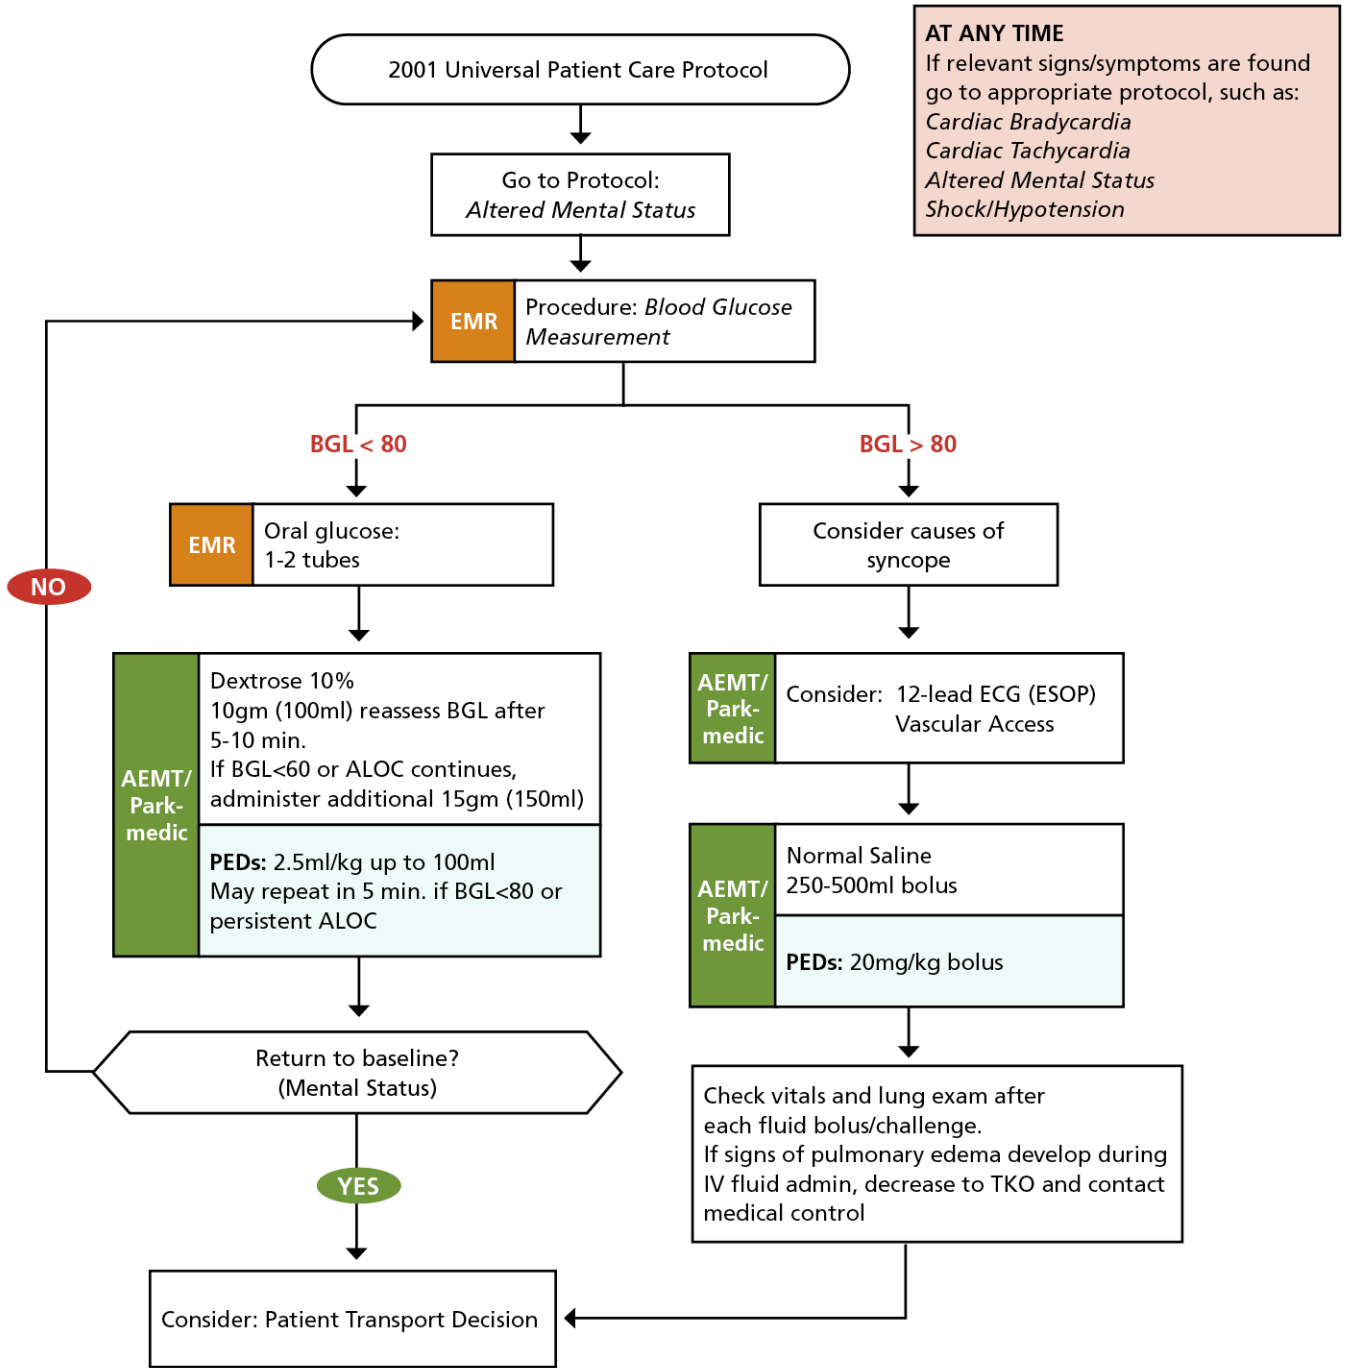 2001 Universal Patient Care Protocol
AT ANY TIME
If relevant signs/symptoms are found
go to appropriate protocol, such as:
Cardiac Bradycardia
Cardiac Tachycardia
Altered Mental Status
Shock/Hypotension
Go to Protocol:
Altered Mental Status
EMR
Procedure: Blood Glucose
Measurement
BGL < 80
BGL > 80
EMR
Oral glucose:
1-2 tubes
Consider causes of
syncope
NO
AEMT/
Park-
medic
Dextrose 10%
10gm (100ml) reassess BGL after
5-10 min.
If BGL<60 or ALOC continues,
administer additional 15gm (150ml)
PEDs: 2.5ml/kg up to 100ml
May repeat in 5 min. if BGL<80 or
persistent ALOC
AEMT/
Park-
medic
Consider: 12-lead ECG (ESOP)
Vascular Access
AEMT/
Park-
medic
Normal Saline
250-500ml bolus
PEDs: 20mg/kg bolus
Return to baseline?
(Mental Status)
Check vitals and lung exam after
each fluid bolus/challenge.
If signs of pulmonary edema develop during
IV fluid admin, decrease to TKO and contact
medical control
YES
Consider: Patient Transport Decision